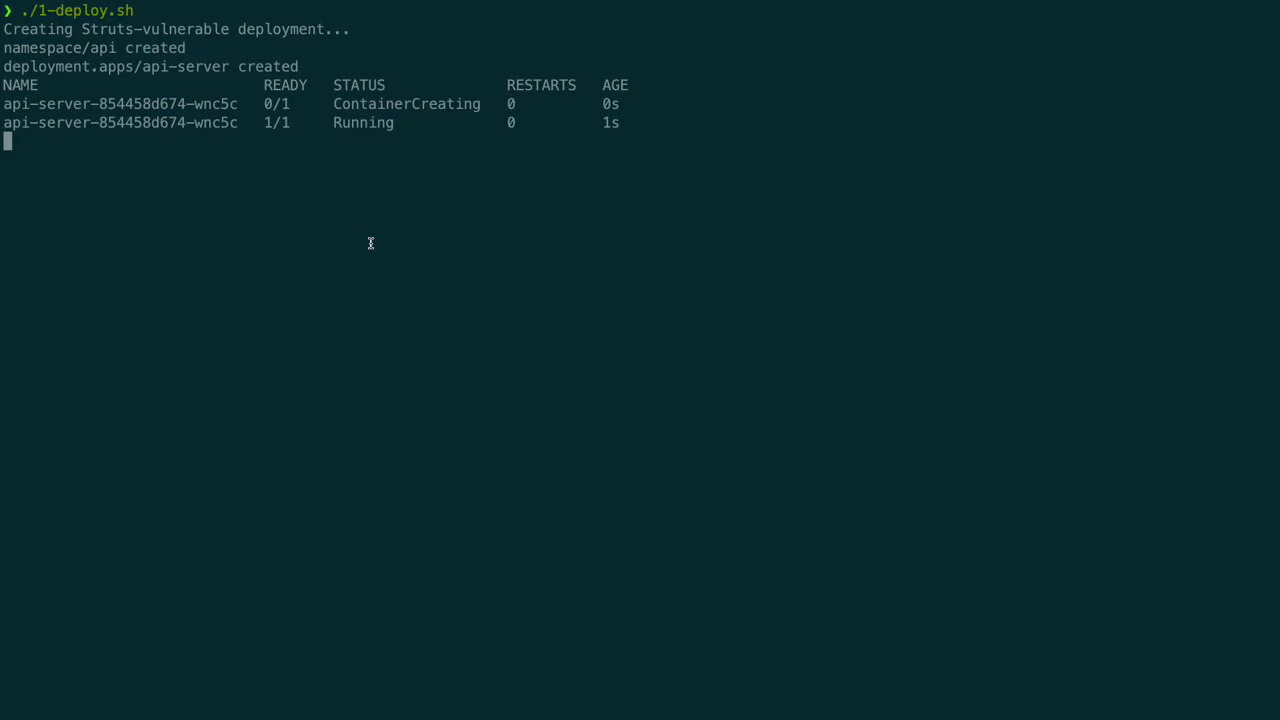 ❯ ./1-deploy.sh
Creating Struts-vulnerable deployment...
namespace/api created
deployment.apps/api-server created
NAME READY STATUS RESTARTS AGE
api-server-854458d674-wnc5c 0/1 ContainerCreating 0 0s
api-server-854458d674-wnc5c 1/1 Running 0 1s